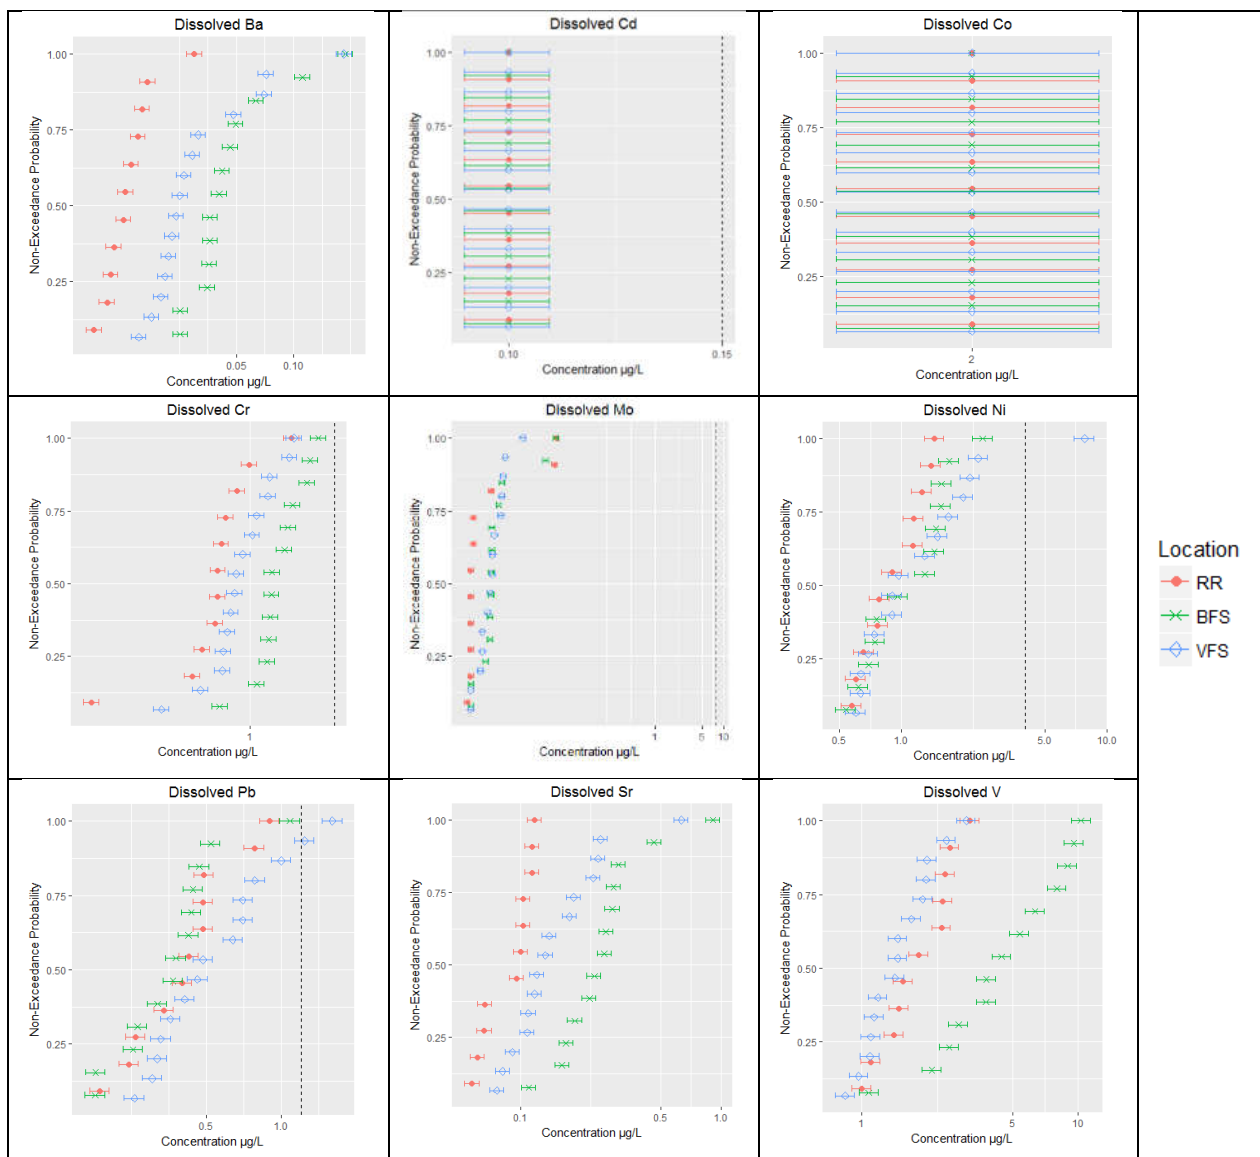 Dissolved Ba
1.00
0.75
0.50
0.25
Non-Exceedance Probability
0.05 0.10
Concentration µg/L
Dissolved Cd
1.00
0.75
0.50
0.25
Non-Exceedance Probability
0.10 0.15
Concentration µg/L
Dissolved Co
1.00
0.75
0.50
0.25
Non-Exceedance Probability
2
Concentration µg/L
Dissolved Cr
1.00
0.75
0.50
0.25
Non-Exceedance Probability
1
Concentration µg/L
Dissolved Mo
1.00
0.75
0.50
0.25
Non-Exceedance Probability
1 5 10
Concentration µg/L
Dissolved Ni
1.00
0.75
0.50
0.25
Non-Exceedance Probability
0.5 1.0 5.0 10.0
Concentration µg/L
Location
RR
BFS
VFS
Dissolved Pb
1.00
0.75
0.50
0.25
Non-Exceedance Probability
0.5 1.0
Concentration µg/L
Dissolved Sr
1.00
0.75
0.50
0.25
Non-Exceedance Probability
0.1 0.5 1.0
Concentration µg/L
Dissolved V
1.00
0.75
0.50
0.25
Non-Exceedance Probability
1 5 10
Concentration µg/L